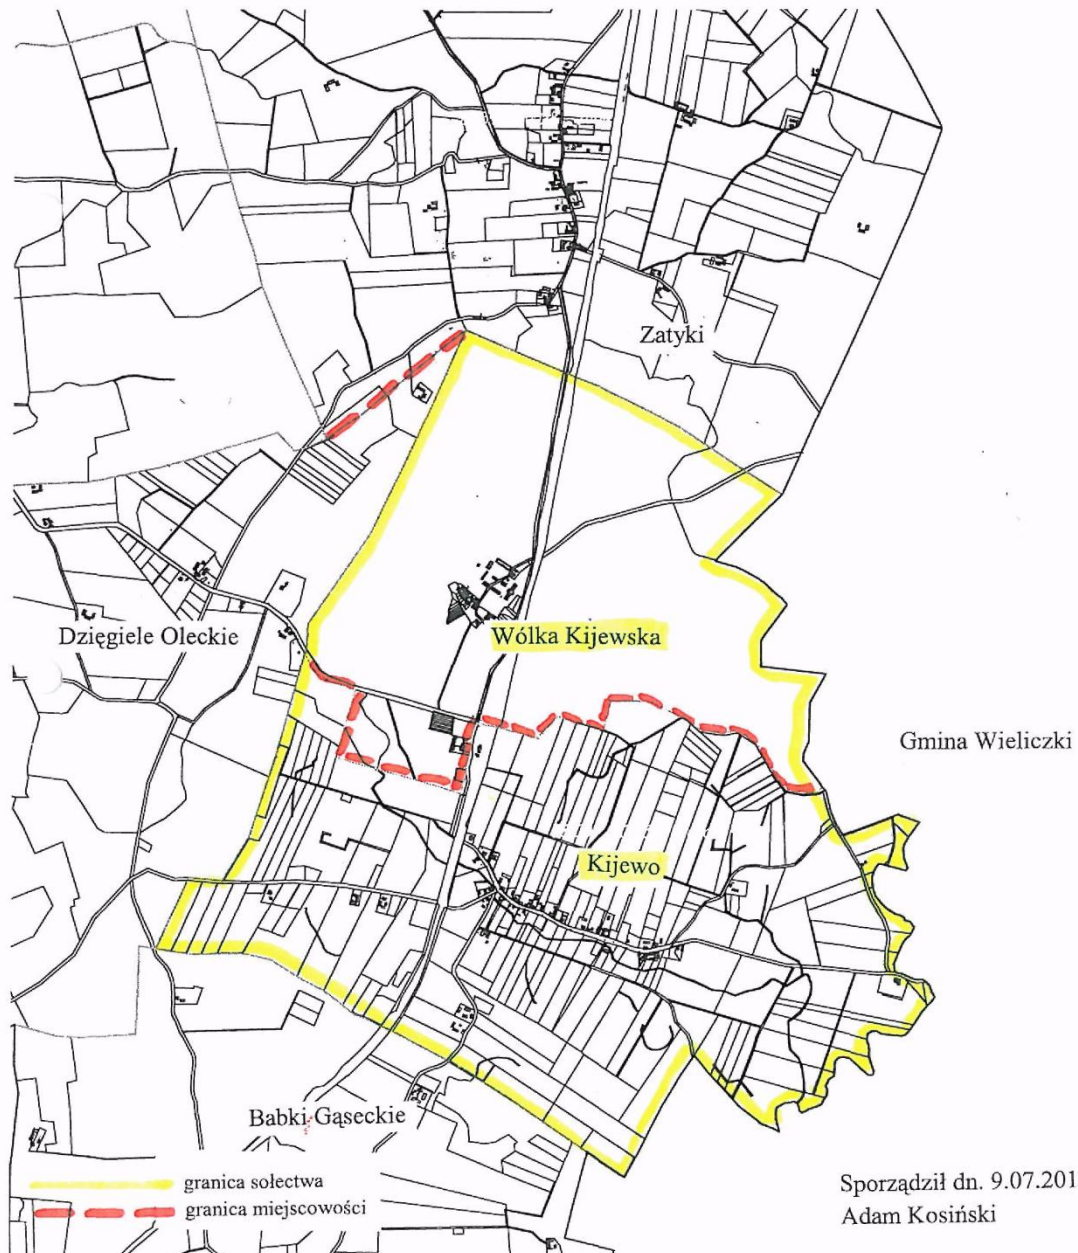 Zatyki
Dzięgiele Oleckie
Wólka Kijewska
Gmina Wieliczki
Kijewo
Babki Gąseckie
granica sołectwa
granica miejscowości
Sporządził dn. 9.07.201
Adam Kosiński